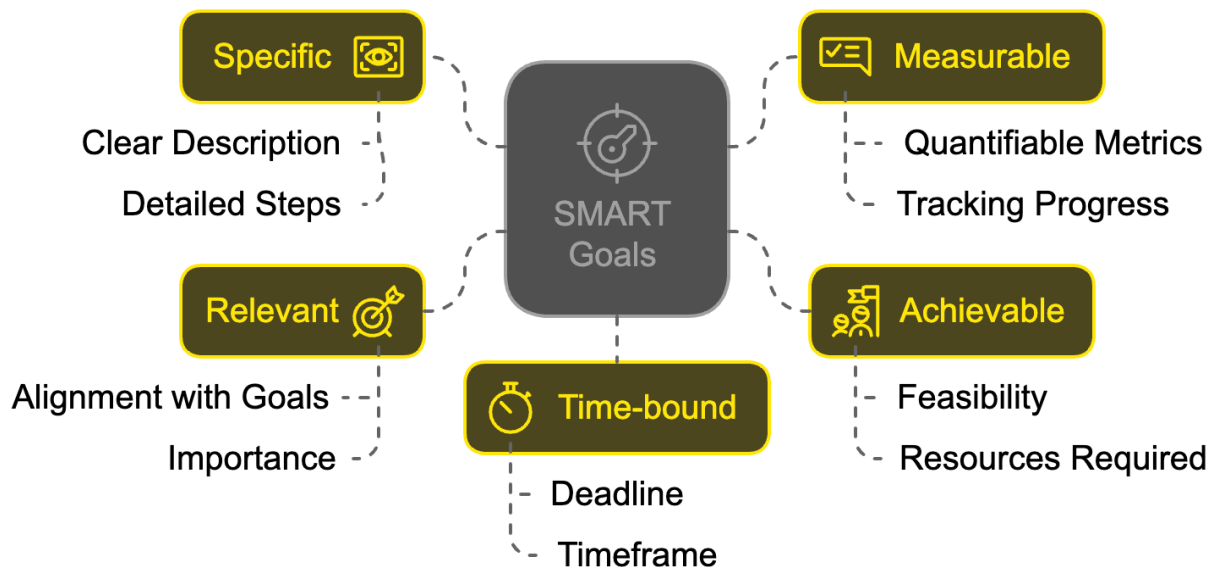 Specific
Clear Description
Detailed Steps
Measurable
Quantifiable Metrics
Tracking Progress
SMART
Goals
Relevant
Alignment with Goals
Importance
Achievable
Feasibility
Resources Required
Time-bound
Deadline
Timeframe